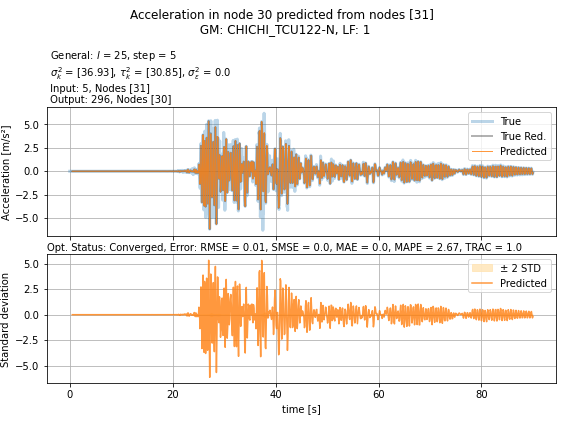 Acceleration in node 30 predicted from nodes [31]
GM: CHICHI_TCU122-N, LF: 1
General: l = 25, step = 5
σ²ₖ = [36.93], τ²ₖ = [30.85], σ²ε = 0.0
Input: 5, Nodes [31]
Output: 296, Nodes [30]
Acceleration [m/s²]
5.0
2.5
0.0
−2.5
−5.0
True
True Red.
Predicted
Opt. Status: Converged, Error: RMSE = 0.01, SMSE = 0.0, MAE = 0.0, MAPE = 2.67, TRAC = 1.0
Standard deviation
5.0
2.5
0.0
−2.5
−5.0
± 2 STD
Predicted
0 20 40 60 80
time [s]